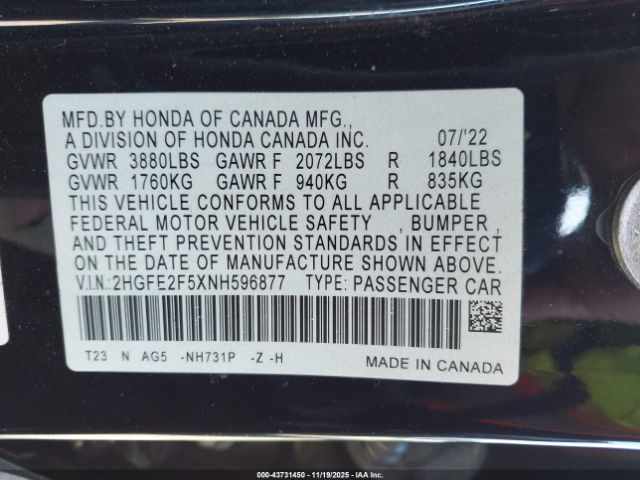 MFD.BY HONDA OF CANADA MFG.,
A DIVISION OF HONDA CANADA INC. 07/'22
GVWR 3880LBS GAWR F 2072LBS R 1840LBS
GVWR 1760KG GAWR F 940KG R 835KG
THIS VEHICLE CONFORMS TO ALL APPLICABLE
FEDERAL MOTOR VEHICLE SAFETY , BUMPER ,
AND THEFT PREVENTION STANDARDS IN EFFECT
ON THE DATE OF MANUFACTURE SHOWN ABOVE.
V.I.N.:2HGFE2F5XNH596877 TYPE: PASSENGER CAR
T23 N AG5 -NH731P -Z -H
MADE IN CANADA
000-43731450 - 11/19/2025 - IAA Inc.